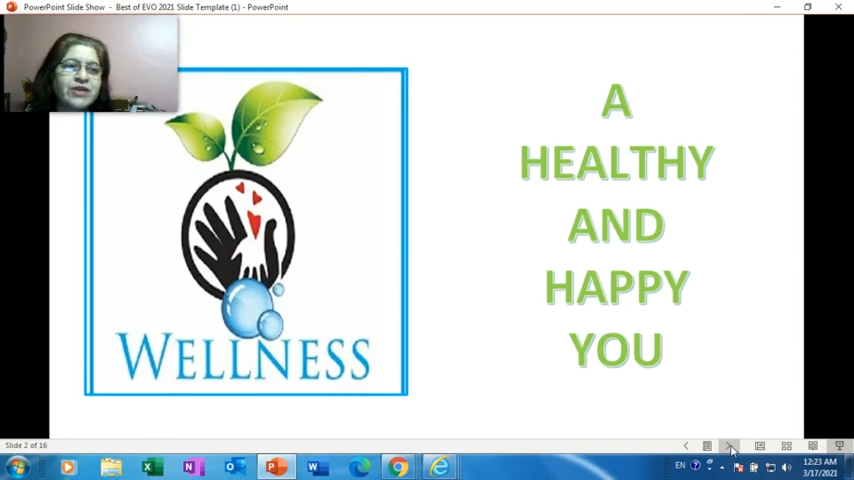 PowerPoint Slide Show - Best of EVO 2021 Slide Template (1) - PowerPoint
A
HEALTHY
AND
HAPPY
YOU
WELLNESS
Slide 2 of 16
EN
12:23 AM
3/17/2021